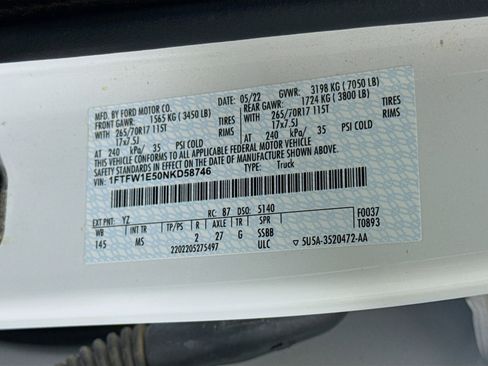 MFD. BY FORD MOTOR CO. DATE: 05/22 GVWR: 3198 KG ( 7050 LB)
FRONT GAWR: 1565 KG ( 3450 LB) REAR GAWR: 1724 KG ( 3800 LB)
265/70R17 115T TIRES 265/70R17 115T TIRES
17x7.5J RIMS 17x7.5J RIMS
AT 240 kPa/ 35 PSI COLD AT 240 kPa/ 35 PSI COLD
THIS VEHICLE CONFORMS TO ALL APPLICABLE FEDERAL MOTOR VEHICLE
SAFETY STANDARDS IN EFFECT ON THE DATE OF MANUFACTURE SHOWN ABOVE.
VIN: 1FTFW1E50NKD58746 TYPE: Truck
EXT PNT: YZ RC: B7 DSO: 5140 F0037
WB INT TR TP/PS R AXLE TR SPR T0893
145 MS 2 27 G SSBB
2202205275497 ULC 5U5A-3520472-AA